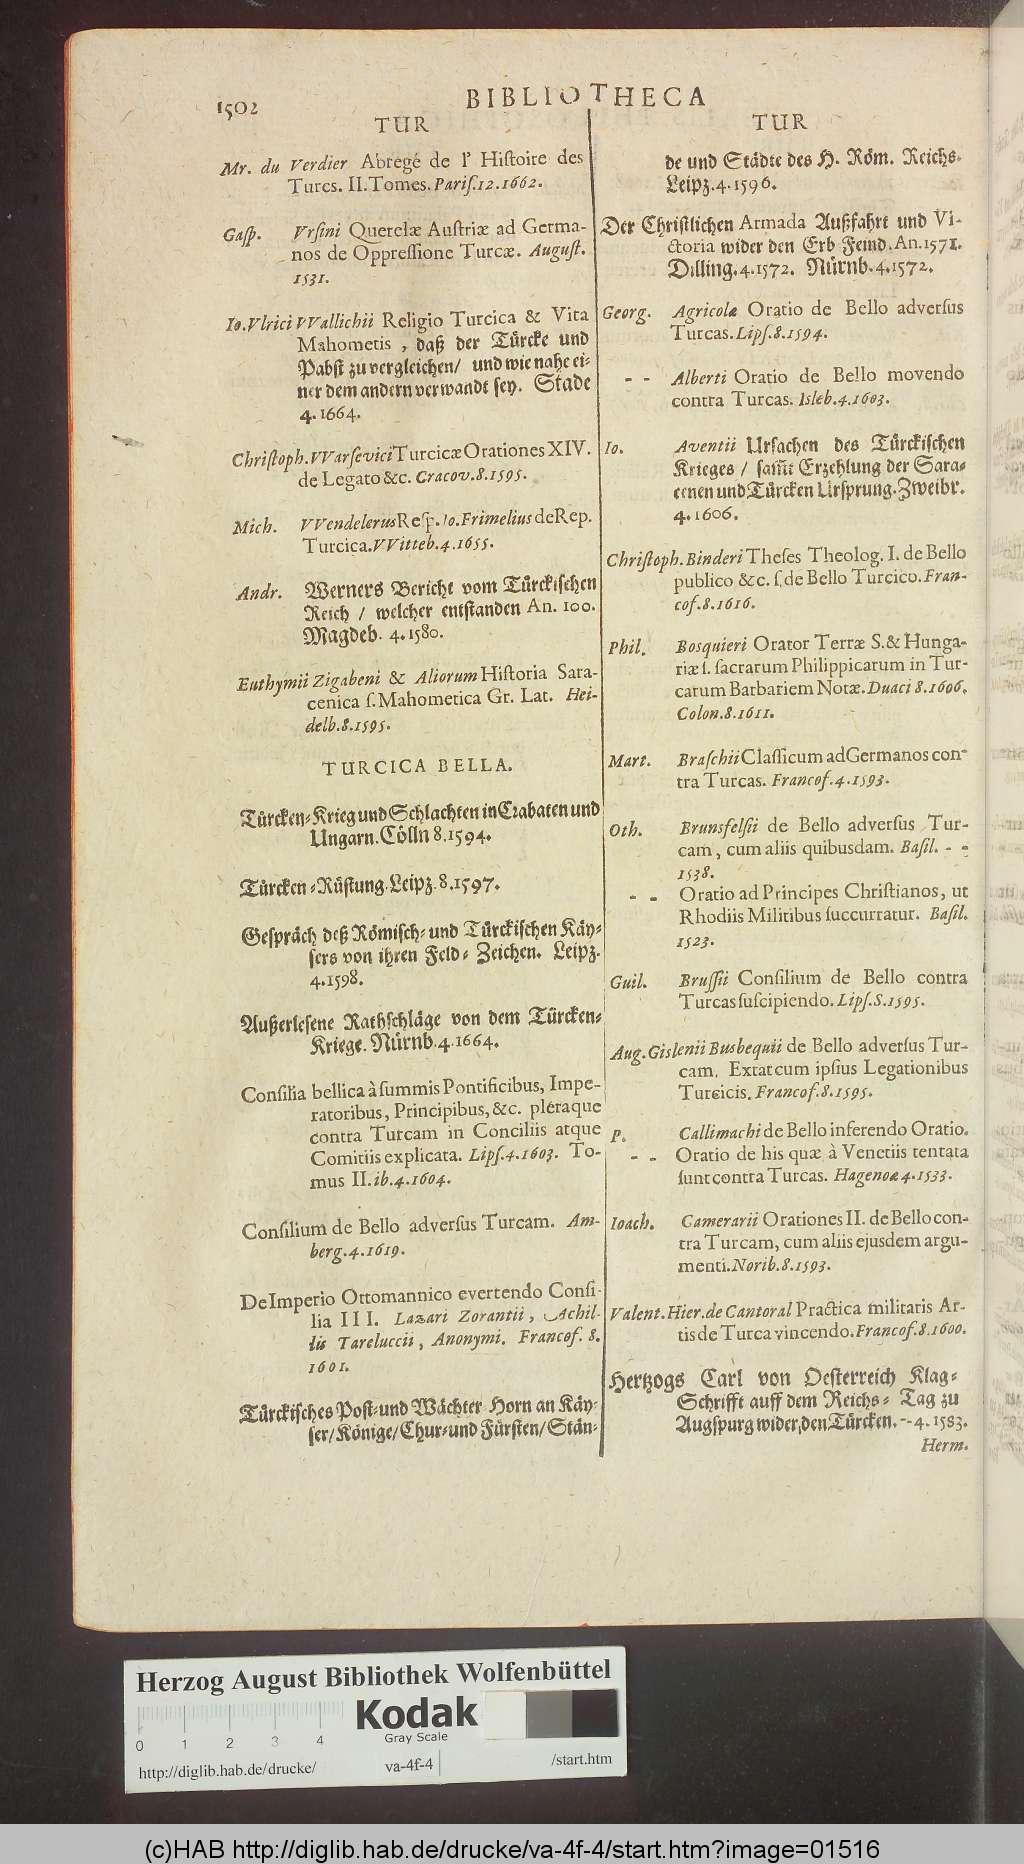 1502
BIBLIOTHECA
TUR
Mr. du Verdier Abregé de l' Histoire des
Turcs. II. Tomes. Paris. 12. 1662.
Gasp. Vrsini Querelæ Austriæ ad Germa-
nos de Oppressione Turcæ. August.
1531.
Io. Vlrici VVallichii Religio Turcica & Vita
Mahometis, daß der Türcke und
Pabst zu vergleichen/ und wie nahe ei-
ner dem andern verwandt sey. Stade
4. 1664.
Christoph. VVarsevici Turcicæ Orationes XIV.
de Legato &c. Cracov. 8. 1595.
Mich. VVendelerus Resp. Io. Frimelius de Rep.
Turcica. VVitteb. 4. 1655.
Andr. Werners Bericht vom Türckischen
Reich / welcher entstanden An. 100.
Magdeb. 4. 1580.
Euthymii Zigabeni & Aliorum Historia Sara-
cenica s. Mahometica Gr. Lat. Hei-
delb. 8. 1595.
TURCICA BELLA.
Türcken-Krieg und Schlachten in Crabaten und
Ungarn. Cölln 8. 1594.
Türcken-Rüstung. Leipz. 8. 1597.
Gespräch deß Römisch- und Türckischen Käy-
sers von ihren Feld-Zeichen. Leipz.
4. 1598.
Außerlesene Rathschläge von dem Türcken-
Kriege. Nürnb. 4. 1664.
Consilia bellica à summis Pontificibus, Impe-
ratoribus, Principibus, &c. pleraque
contra Turcam in Conciliis atque
Comitiis explicata. Lips. 4. 1603. To-
mus II. ib. 4. 1604.
Consilium de Bello adversus Turcam. Am-
berg. 4. 1619.
De Imperio Ottomannico evertendo Consi-
lia III. Lazari Zorantii, Achil-
lis Tareluccii, Anonymi. Francof. 8.
1601.
Türckisches Post- und Wächter-Horn an Käy-
ser/ Könige/ Chur- und Fürsten/ Stän-
TUR
de und Städte des H. Röm. Reichs.
Leipz. 4. 1596.
Der Christlichen Armada Außfahrt und Vi-
ctoria wider den Erb Feind. An. 1571.
Dilling. 4. 1572. Nürnb. 4. 1572.
Georg. Agricolæ Oratio de Bello adversus
Turcas. Lips. 8. 1594.
- - Alberti Oratio de Bello movendo
contra Turcas. Isleb. 4. 1603.
Io. Aventii Ursachen des Türckischen
Krieges / sam̃t Erzehlung der Sara-
cenen und Türcken Ursprung. Zweibr.
4. 1606.
Christoph. Binderi Theses Theolog. I. de Bello
publico &c. s. de Bello Turcico. Fran-
cof. 8. 1616.
Phil. Bosquieri Orator Terræ S. & Hunga-
riæ s. sacrarum Philippicarum in Tur-
carum Barbariem Notæ. Duaci 8. 1606.
Colon. 8. 1611.
Mart. Braschii Classicum ad Germanos con-
tra Turcas. Francof. 4. 1593.
Oth. Brunsfelsii de Bello adversus Tur-
cam, cum aliis quibusdam. Basil. - -
1538.
- - Oratio ad Principes Christianos, ut
Rhodiis Militibus succurratur. Basil.
1523.
Guil. Brussii Consilium de Bello contra
Turcas suscipiendo. Lips. S. 1595.
Aug. Gislenii Busbequii de Bello adversus Tur-
cam. Extat cum ipsius Legationibus
Turcicis. Francof. 8. 1595.
P. Callimachi de Bello inferendo Oratio.
- - Oratio de his quæ à Venetiis tentata
sunt contra Turcas. Hagenoæ 4. 1533.
Ioach. Camerarii Orationes II. de Bello con-
tra Turcam, cum aliis ejusdem argu-
menti. Norib. 8. 1593.
Valent. Hier. de Cantoral Practica militaris Ar-
tis de Turca vincendo. Francof. 8. 1600.
Hertzogs Carl von Oesterreich Klag-
Schrifft auff dem Reichs-Tag zu
Augspurg wider den Türcken. - - 4. 1583.
Herm.
Herzog August Bibliothek Wolfenbüttel
Kodak
Gray Scale
0 1 2 3 4
http://diglib.hab.de/drucke/ va-4f-4 /start.htm
(c)HAB http://diglib.hab.de/drucke/va-4f-4/start.htm?image=01516